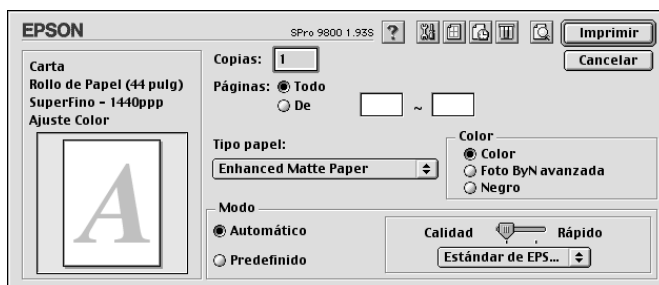 EPSON
SPro 9800 1.93S
?
Imprimir
Cancelar
Carta
Rollo de Papel (44 pulg)
SuperFino - 1440ppp
Ajuste Color
A
Copias: 1
Páginas: Todo
De ~
Tipo papel:
Enhanced Matte Paper
Color
Color
Foto ByN avanzada
Negro
Modo
Automático
Predefinido
Calidad Rápido
Estándar de EPS...